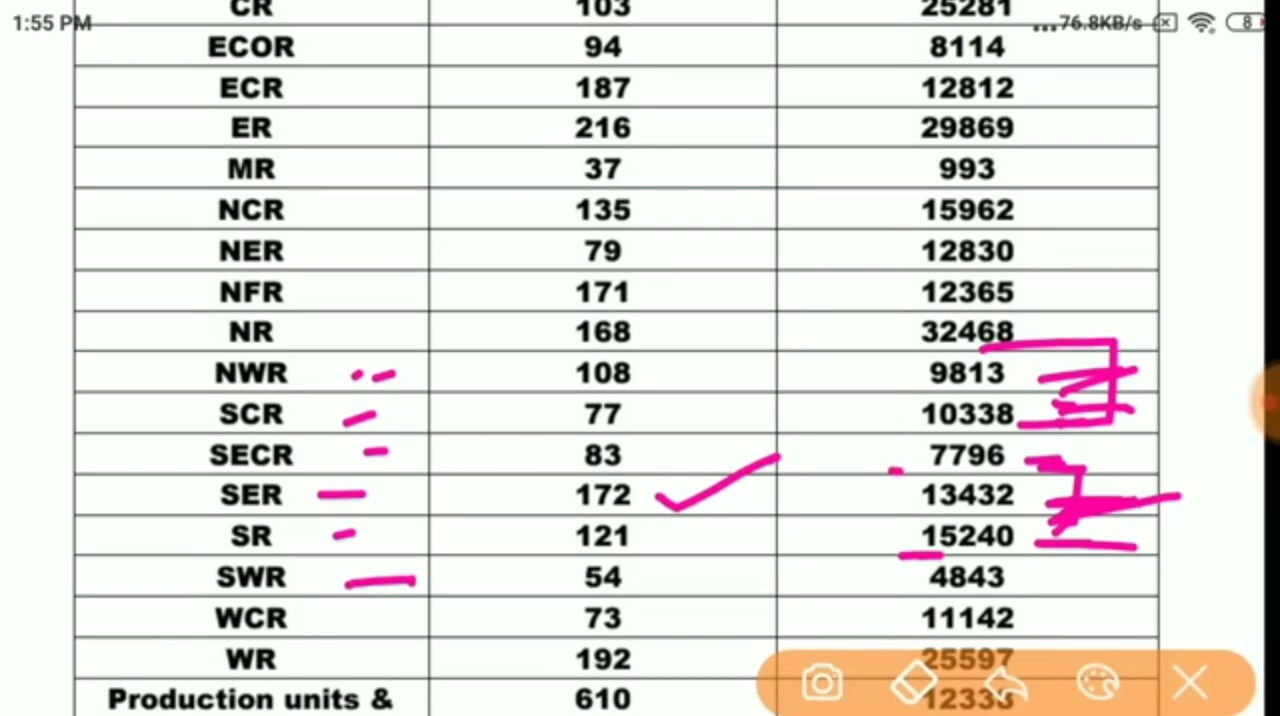 CR 103 25281
1:55 PM ...76.8KB/s 8
ECOR 94 8114
ECR 187 12812
ER 216 29869
MR 37 993
NCR 135 15962
NER 79 12830
NFR 171 12365
NR 168 32468
NWR 108 9813
SCR 77 10338
SECR 83 7796
SER 172 13432
SR 121 15240
SWR 54 4843
WCR 73 11142
WR 192 25597
Production units & 610